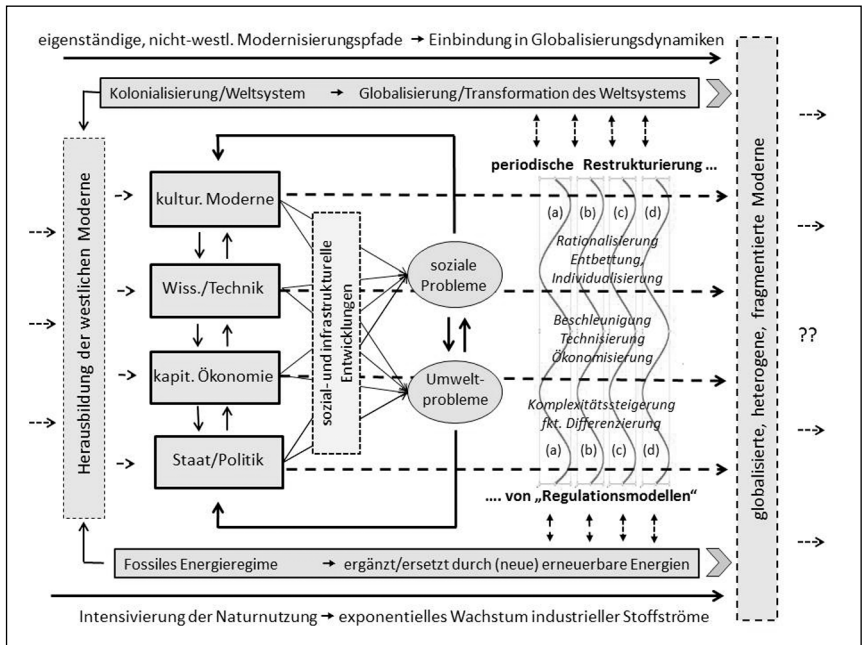 eigenständige, nicht-westl. Modernisierungspfade → Einbindung in Globalisierungsdynamiken
Kolonialisierung/Weltsystem → Globalisierung/Transformation des Weltsystems
Herausbildung der westlichen Moderne
kultur. Moderne
Wiss./Technik
kapit. Ökonomie
Staat/Politik
sozial- und infrastrukturelle
Entwicklungen
soziale
Probleme
Umwelt-
probleme
periodische Restrukturierung ...
(a) (b) (c) (d)
Rationalisierung
Entbettung,
Individualisierung
Beschleunigung
Technisierung
Ökonomisierung
Komplexitätssteigerung
fkt. Differenzierung
(a) (b) (c) (d)
.... von „Regulationsmodellen“
globalisierte, heterogene, fragmentierte Moderne
??
Fossiles Energieregime → ergänzt/ersetzt durch (neue) erneuerbare Energien
Intensivierung der Naturnutzung → exponentielles Wachstum industrieller Stoffströme